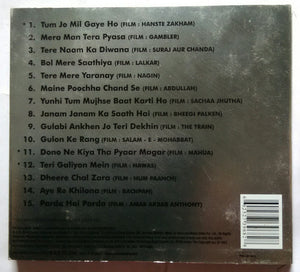 * 1. Tum Jo Mil Gaye Ho (FILM : HANSTE ZAKHAM)
2. Mera Man Tera Pyasa (FILM : GAMBLER)
3. Tere Naam Ka Diwana (FILM : SURAJ AUR CHANDA)
4. Bol Mere Saathiya (FILM : LALKAR)
5. Tere Mere Yaranay (FILM : NAGIN)
6. Maine Poochha Chand Se (FILM : ABDULLAH)
7. Yunhi Tum Mujhse Baat Karti Ho (FILM : SACHAA JHUTHA)
8. Janam Janam Ka Saath Hai (FILM : BHEEGI PALKEN)
9. Gulabi Ankhen Jo Teri Dekhin (FILM : THE TRAIN)
10. Gulon Ke Rang (FILM : SALAM - E - MOHABBAT)
* 11. Dono Ne Kiya Tha Pyaar Magar (FILM : MAHUA)
* 12. Teri Galiyon Mein (FILM : HAWAS)
13. Dheere Chal Zara (FILM : HUM PAANCH)
14. Aye Re Khilone (FILM : BACHPAN)
15. Parda Hai Parda (FILM : AMAR AKBAR ANTHONY)